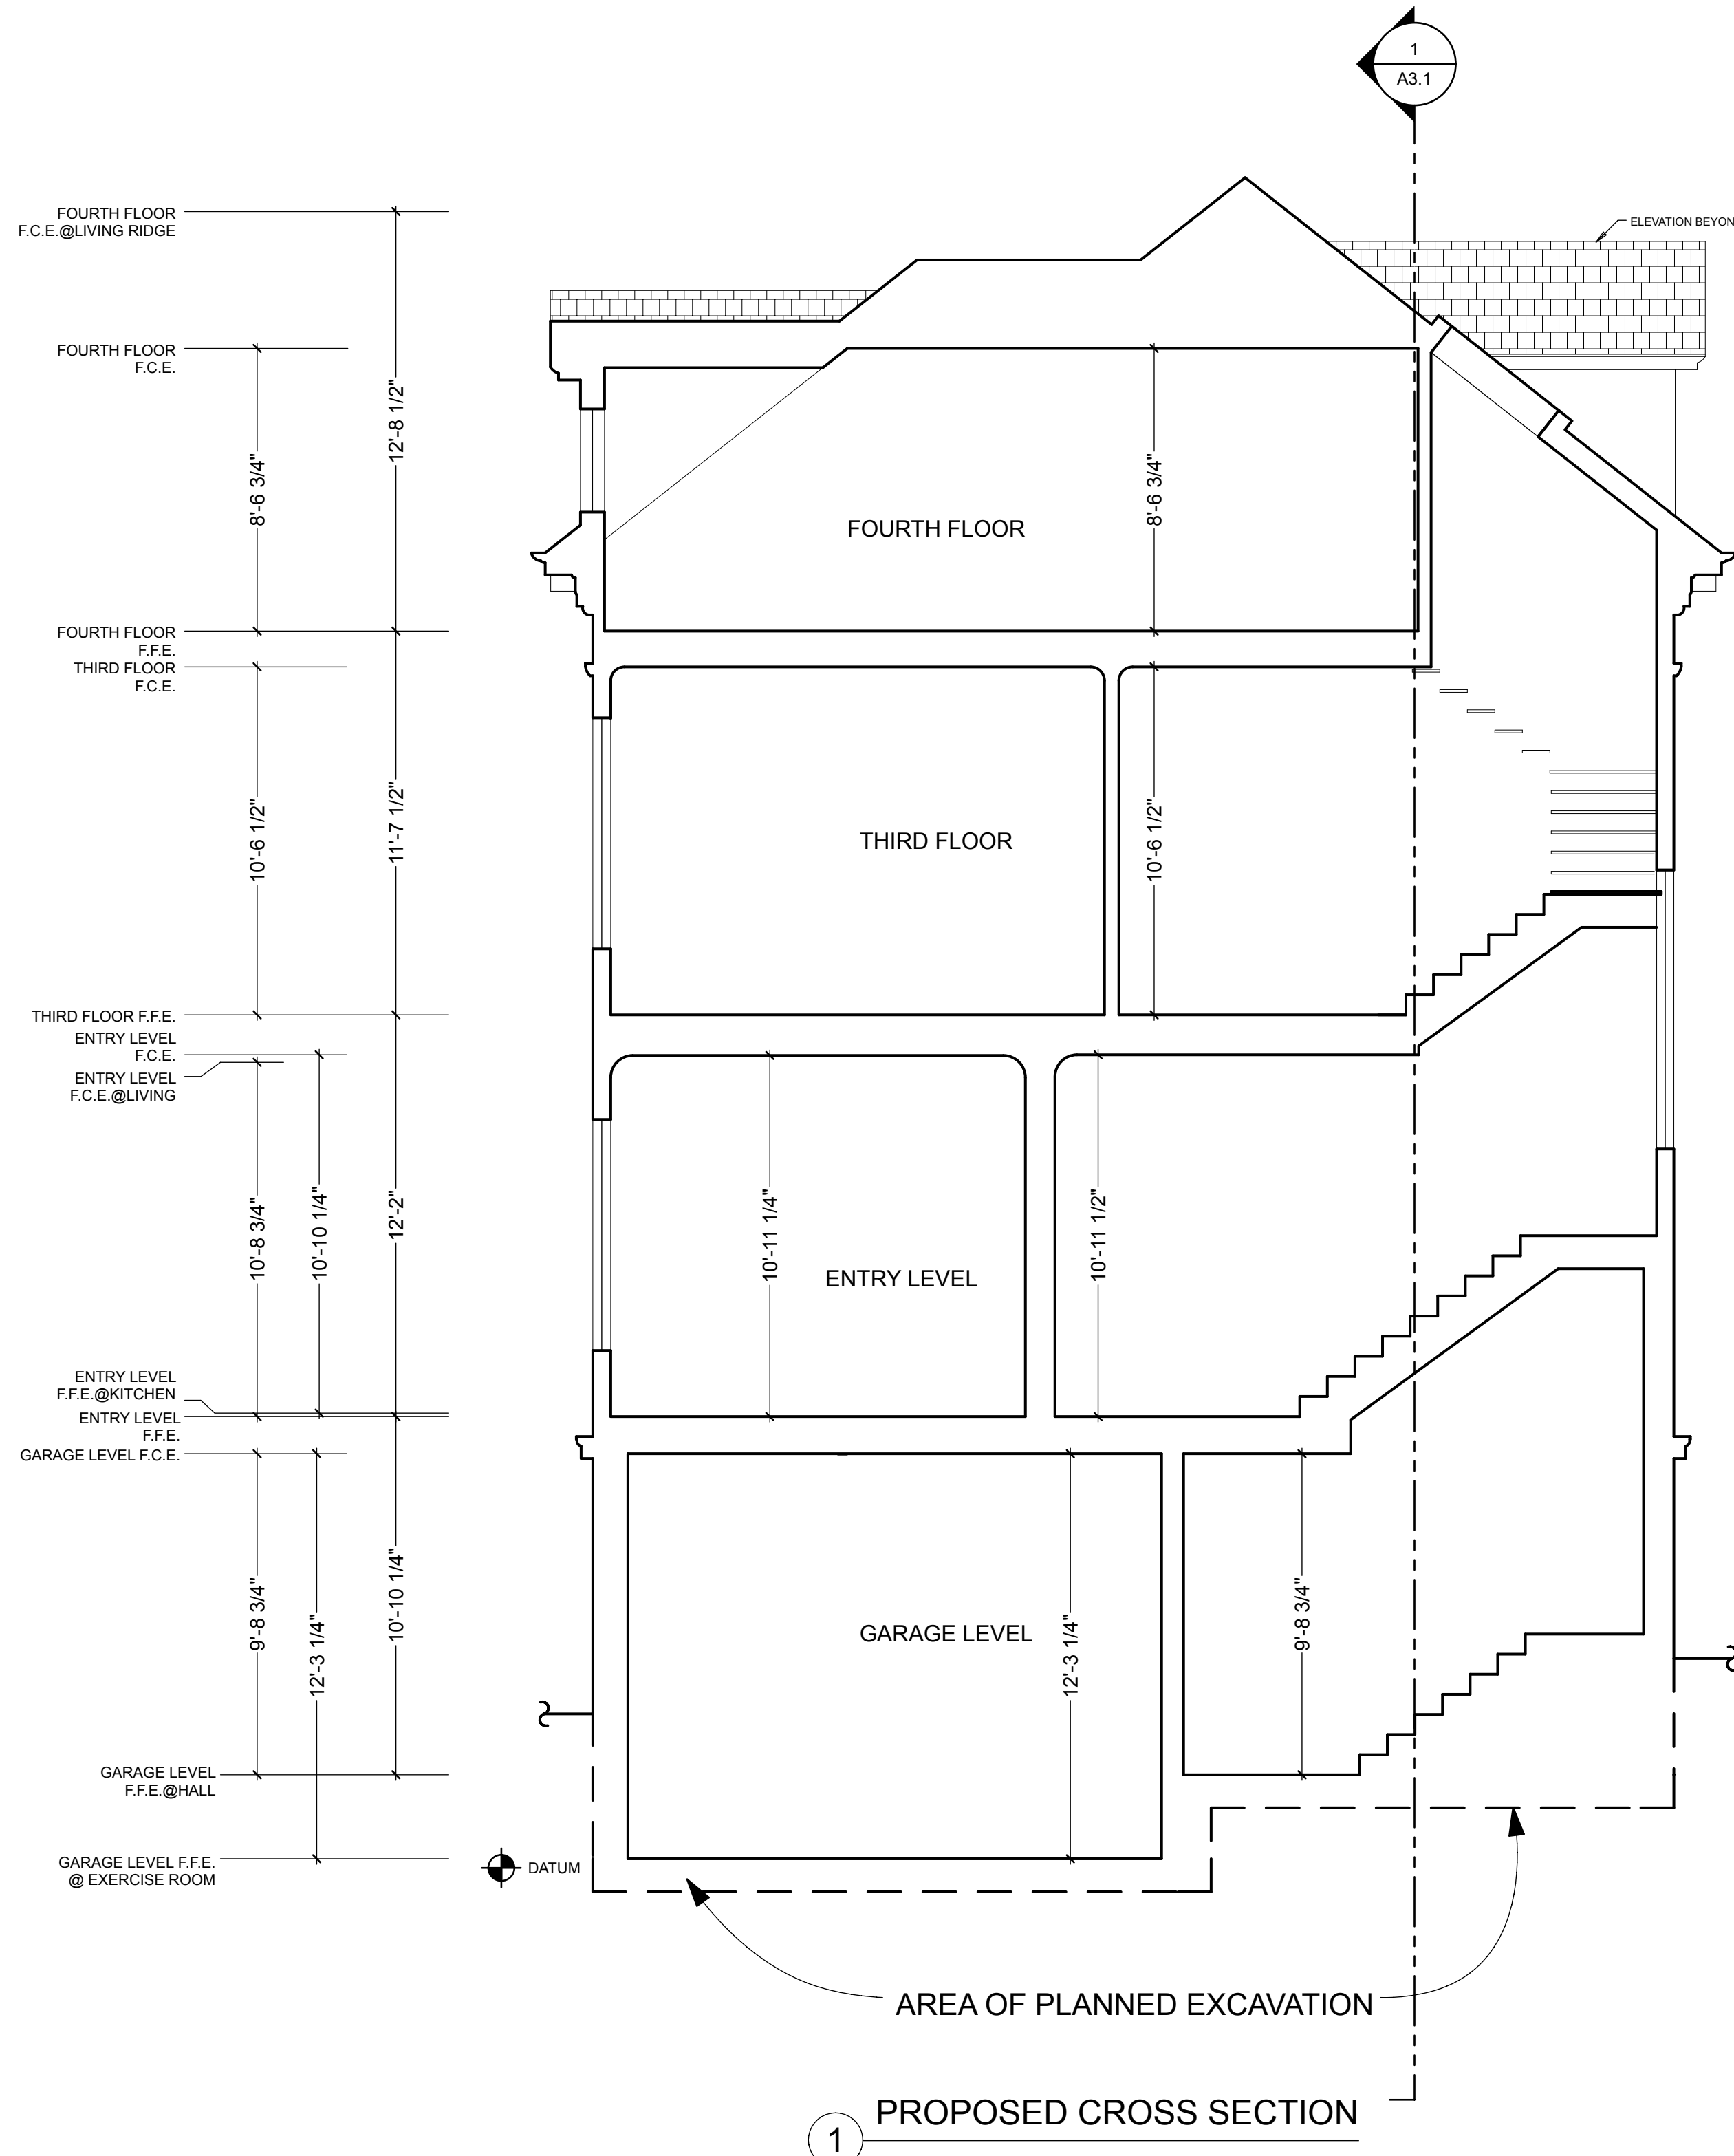 1
A3.1
FOURTH FLOOR
F.C.E.@LIVING RIDGE
ELEVATION BEYON
FOURTH FLOOR
F.C.E.
12'-8 1/2"
8'-6 3/4"
8'-6 3/4"
FOURTH FLOOR
FOURTH FLOOR
F.F.E.
THIRD FLOOR
F.C.E.
10'-6 1/2"
11'-7 1/2"
10'-6 1/2"
THIRD FLOOR
THIRD FLOOR F.F.E.
ENTRY LEVEL
F.C.E.
ENTRY LEVEL
F.C.E.@LIVING
10'-8 3/4"
10'-10 1/4"
12'-2"
10'-11 1/4"
10'-11 1/2"
ENTRY LEVEL
ENTRY LEVEL
F.F.E.@KITCHEN
ENTRY LEVEL
F.F.E.
GARAGE LEVEL F.C.E.
9'-8 3/4"
12'-3 1/4"
10'-10 1/4"
GARAGE LEVEL
12'-3 1/4"
9'-8 3/4"
GARAGE LEVEL
F.F.E.@HALL
GARAGE LEVEL F.F.E.
@ EXERCISE ROOM
DATUM
AREA OF PLANNED EXCAVATION
PROPOSED CROSS SECTION
1